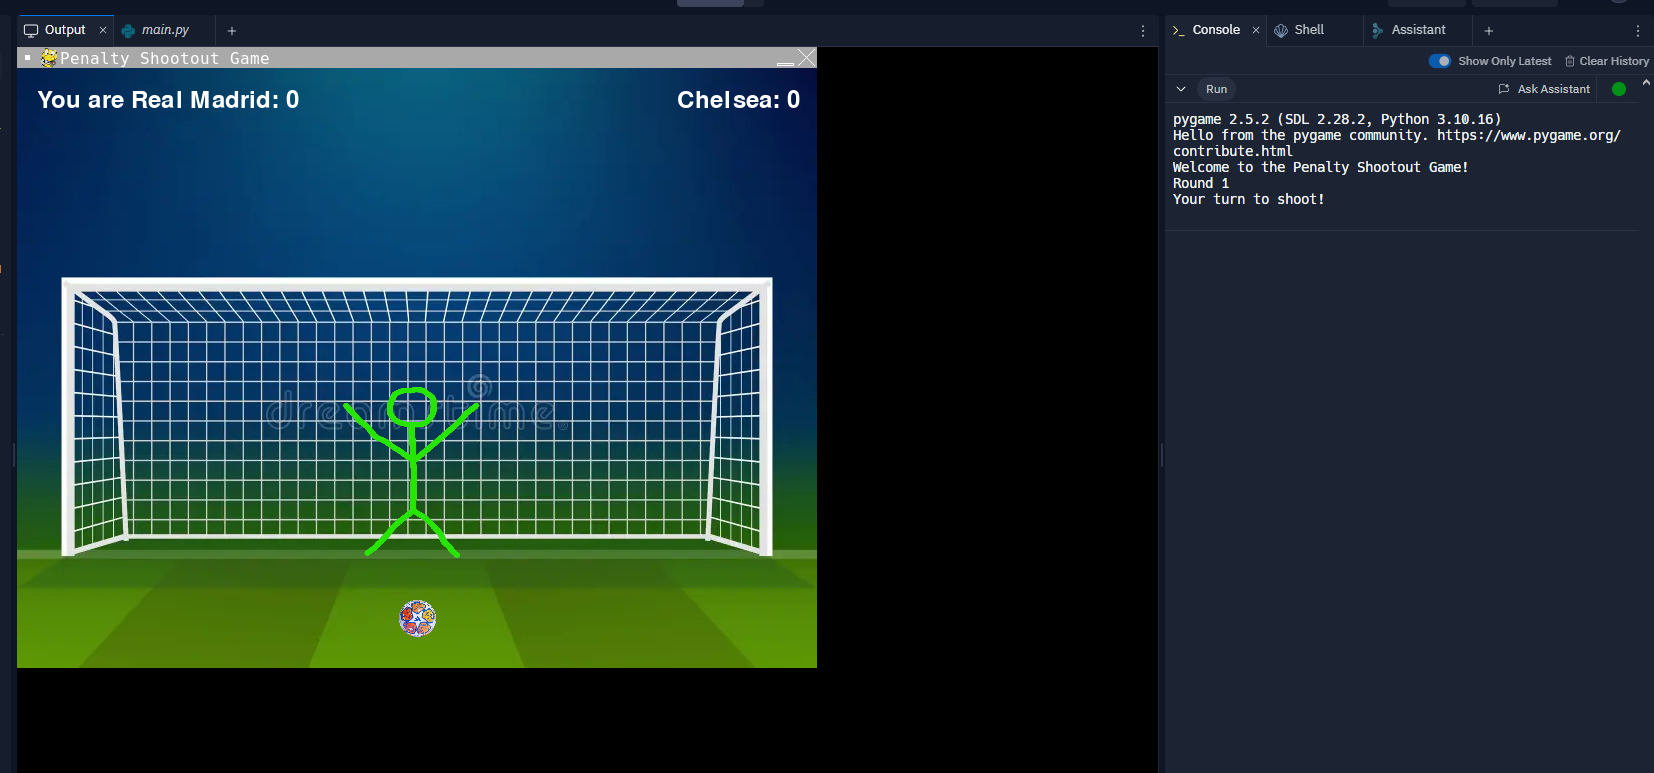 Output
main.py
Console
Shell
Assistant
Show Only Latest
Clear History
Run
Ask Assistant
Penalty Shootout Game
You are Real Madrid: 0
Chelsea: 0
dreamstime
pygame 2.5.2 (SDL 2.28.2, Python 3.10.16)
Hello from the pygame community. https://www.pygame.org/
contribute.html
Welcome to the Penalty Shootout Game!
Round 1
Your turn to shoot!